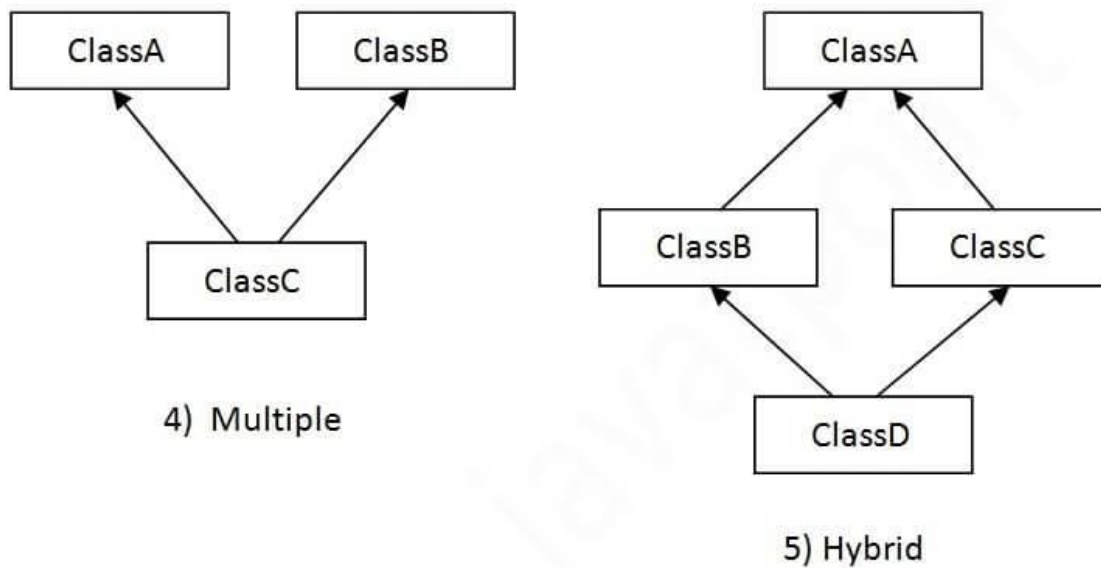 ClassA
ClassB
ClassC
4) Multiple
ClassA
ClassB
ClassC
ClassD
5) Hybrid